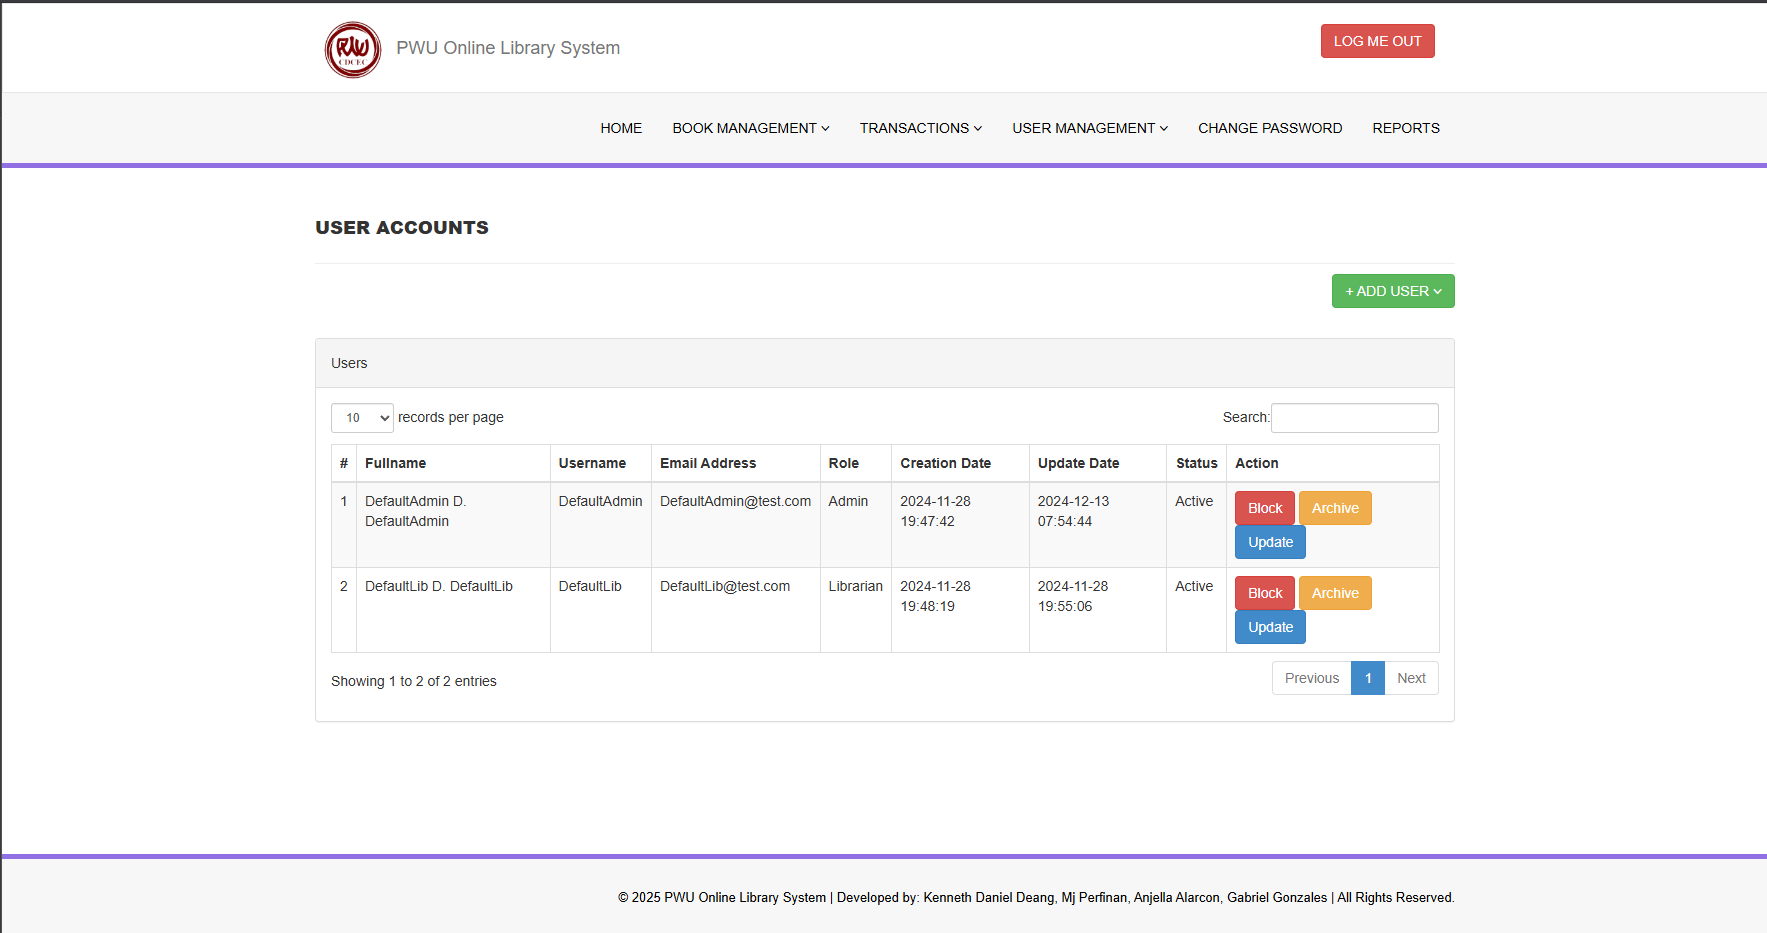 PWU
CDCEC
PWU Online Library System
LOG ME OUT
HOME BOOK MANAGEMENT TRANSACTIONS USER MANAGEMENT CHANGE PASSWORD REPORTS
USER ACCOUNTS
+ ADD USER
Users
10 records per page Search:
# Fullname Username Email Address Role Creation Date Update Date Status Action
1 DefaultAdmin D. DefaultAdmin DefaultAdmin DefaultAdmin@test.com Admin 2024-11-28 19:47:42 2024-12-13 07:54:44 Active Block Archive Update
2 DefaultLib D. DefaultLib DefaultLib DefaultLib@test.com Librarian 2024-11-28 19:48:19 2024-11-28 19:55:06 Active Block Archive Update
Showing 1 to 2 of 2 entries Previous 1 Next
© 2025 PWU Online Library System | Developed by: Kenneth Daniel Deang, Mj Perfinan, Anjella Alarcon, Gabriel Gonzales | All Rights Reserved.